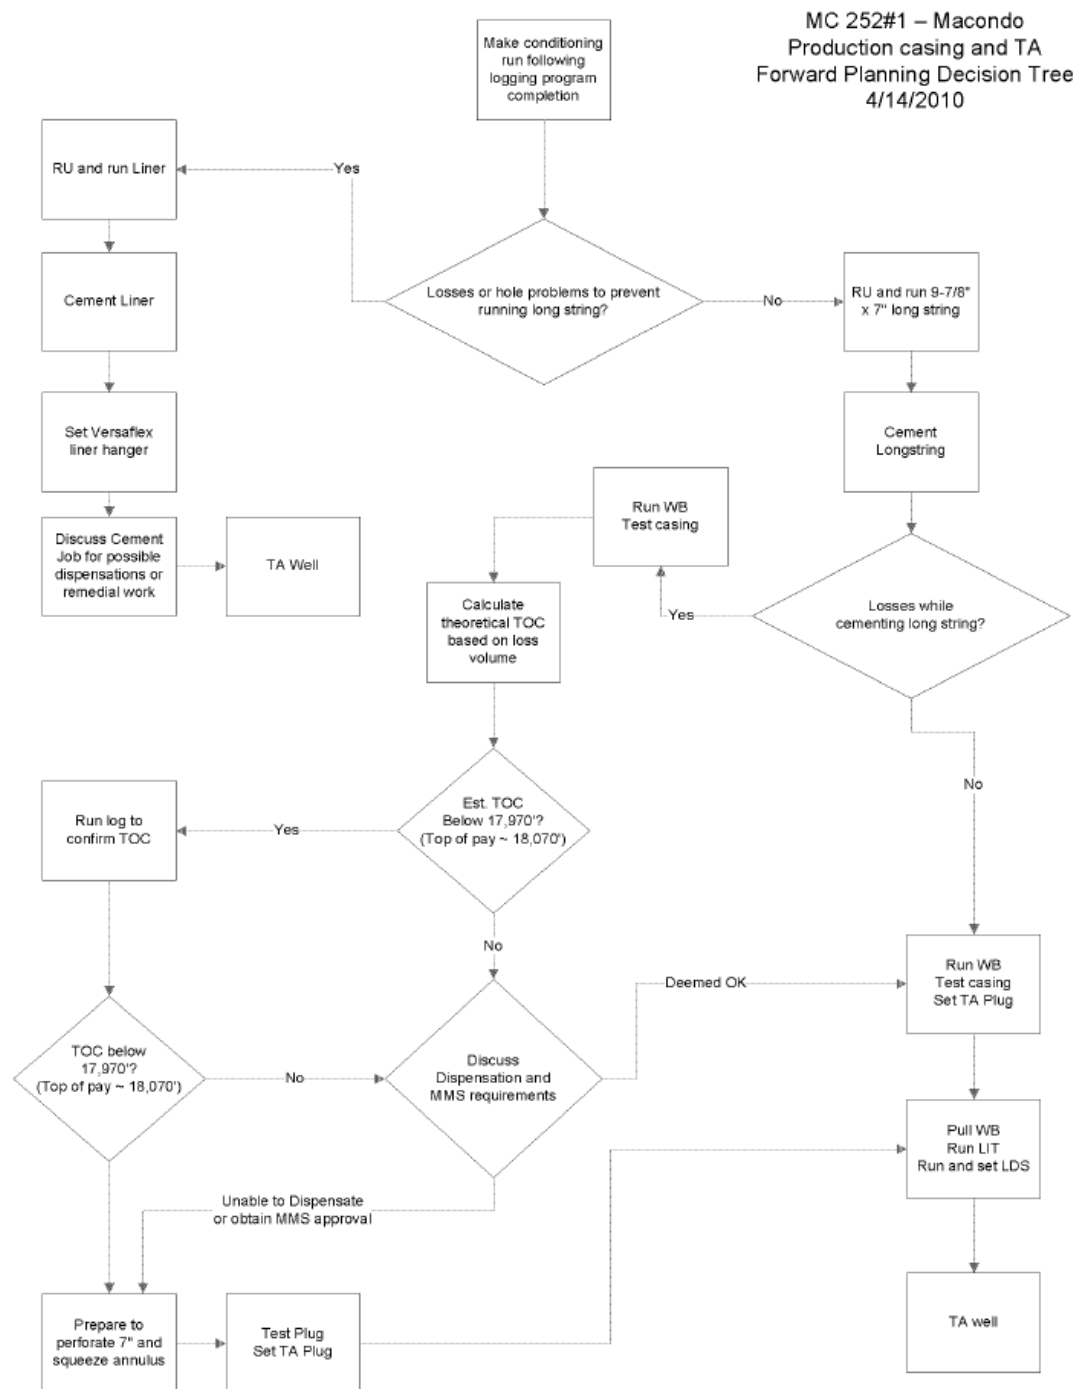 MC 252#1 – Macondo
Production casing and TA
Forward Planning Decision Tree
4/14/2010
Make conditioning
run following
logging program
completion
RU and run Liner
Yes
Cement Liner
Losses or hole problems to prevent
running long string?
No
RU and run 9-7/8"
x 7" long string
Set Versaflex
liner hanger
Cement
Longstring
Run WB
Test casing
Discuss Cement
Job for possible
dispensations or
remedial work
TA Well
Calculate
theoretical TOC
based on loss
volume
Yes
Losses while
cementing long string?
No
Run log to
confirm TOC
Yes
Est. TOC
Below 17,970'?
(Top of pay ~ 18,070')
No
Run WB
Test casing
Set TA Plug
Deemed OK
TOC below
17,970'?
(Top of pay ~ 18,070')
No
Discuss
Dispensation and
MMS requirements
Pull WB
Run LIT
Run and set LDS
Unable to Dispensate
or obtain MMS approval
Prepare to
perforate 7" and
squeeze annulus
Test Plug
Set TA Plug
TA well